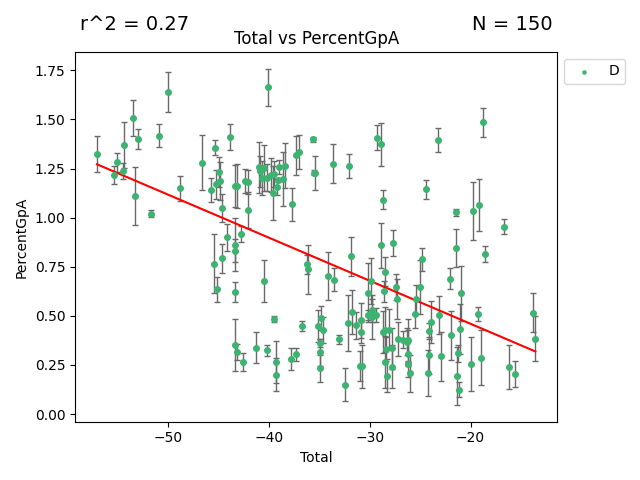 r^2 = 0.27 N = 150
Total vs PercentGpA
D
1.75
1.50
1.25
1.00
0.75
0.50
0.25
0.00
PercentGpA
−50 −40 −30 −20
Total